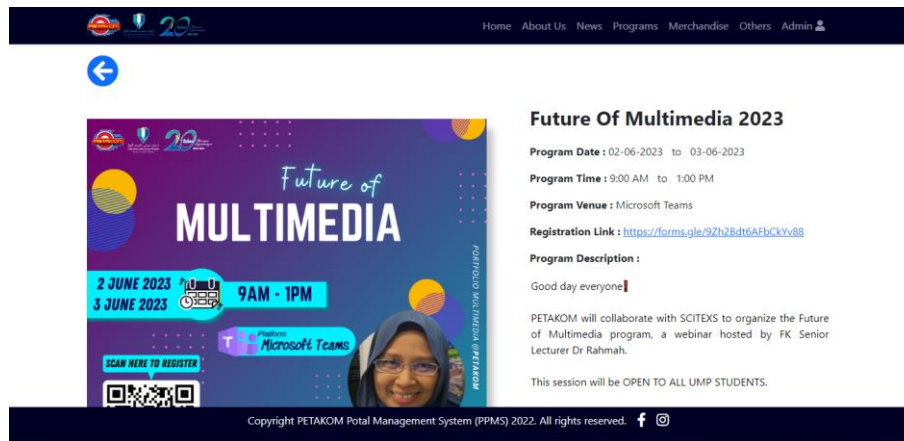 PETAKOM
Home About Us News Programs Merchandise Others Admin
Future Of Multimedia 2023
Program Date : 02-06-2023 to 03-06-2023
Program Time : 9:00 AM to 1:00 PM
Program Venue : Microsoft Teams
Registration Link : https://forms.gle/9Zh2Bdt6AFbCkYv88
Program Description :
Good day everyone
PETAKOM will collaborate with SCITEXS to organize the Future
of Multimedia program, a webinar hosted by FK Senior
Lecturer Dr Rahmah.
This session will be OPEN TO ALL UMP STUDENTS.
PETAKOM
Future of
MULTIMEDIA
2 JUNE 2023
3 JUNE 2023
9AM - 1PM
Platform
Microsoft Teams
SCAN HERE TO REGISTER
PORTFOLIO MULTIMEDIA @PETAKOM
Copyright PETAKOM Potal Management System (PPMS) 2022. All rights reserved.